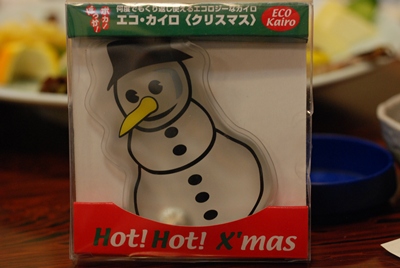 何度でもくり返し使えるエコロジーなカイロ
エコ・カイロ〈クリスマス〉
ECO
Kairo
Hot! Hot! X'mas